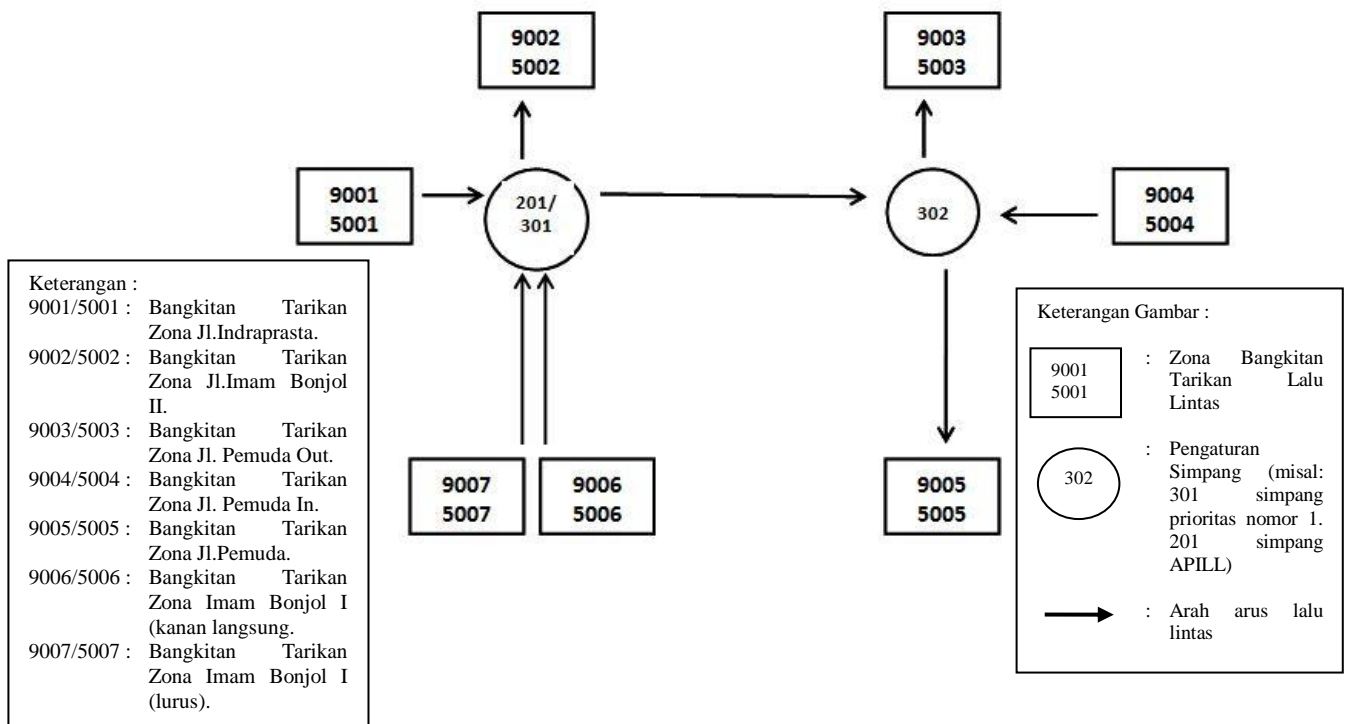 9002
5002
9003
5003
9001
5001
201/
301
302
9004
5004
9007
5007
9006
5006
9005
5005
Keterangan :
9001/5001 : Bangkitan Tarikan
Zona Jl.Indraprasta.
9002/5002 : Bangkitan Tarikan
Zona Jl.Imam Bonjol
II.
9003/5003 : Bangkitan Tarikan
Zona Jl. Pemuda Out.
9004/5004 : Bangkitan Tarikan
Zona Jl. Pemuda In.
9005/5005 : Bangkitan Tarikan
Zona Jl.Pemuda.
9006/5006 : Bangkitan Tarikan
Zona Imam Bonjol I
(kanan langsung.
9007/5007 : Bangkitan Tarikan
Zona Imam Bonjol I
(lurus).
Keterangan Gambar :
9001
5001
: Zona Bangkitan
Tarikan Lalu
Lintas
302
: Pengaturan
Simpang (misal:
301 simpang
prioritas nomor 1.
201 simpang
APILL)
: Arah arus lalu
lintas